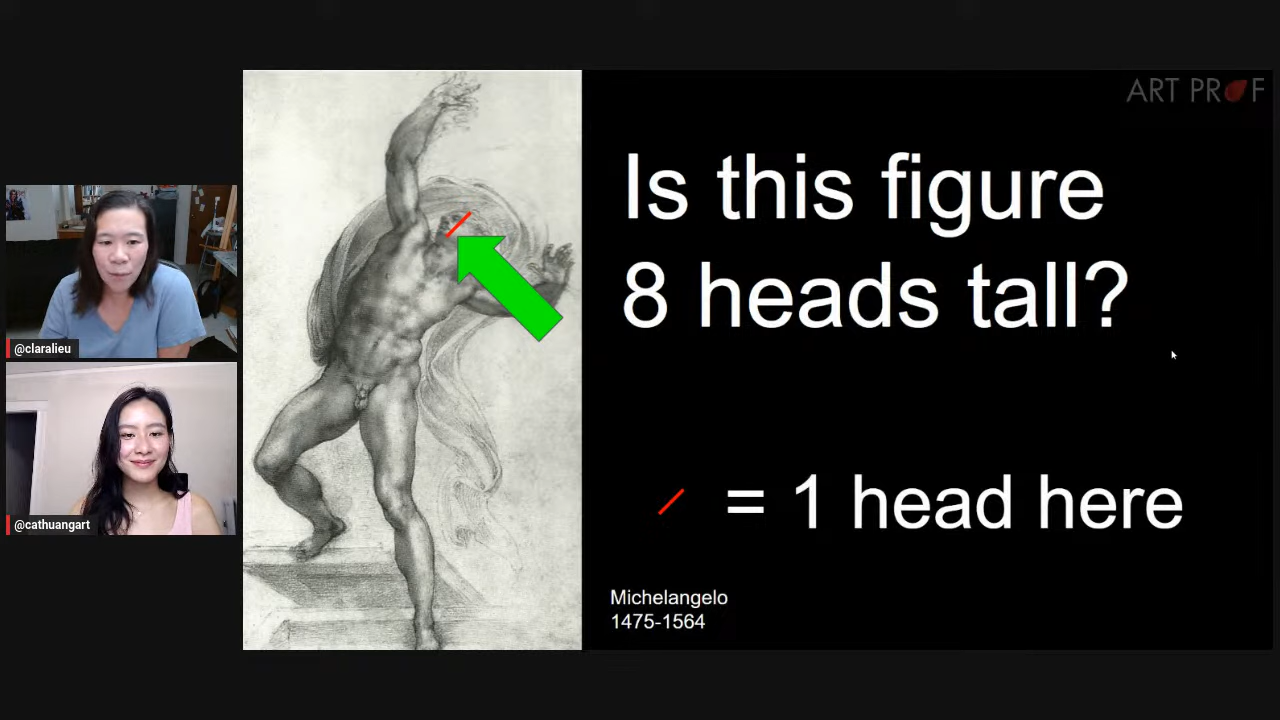 ART PROF
Is this figure
8 heads tall?
= 1 head here
Michelangelo
1475-1564
@claralieu
@cathuangart